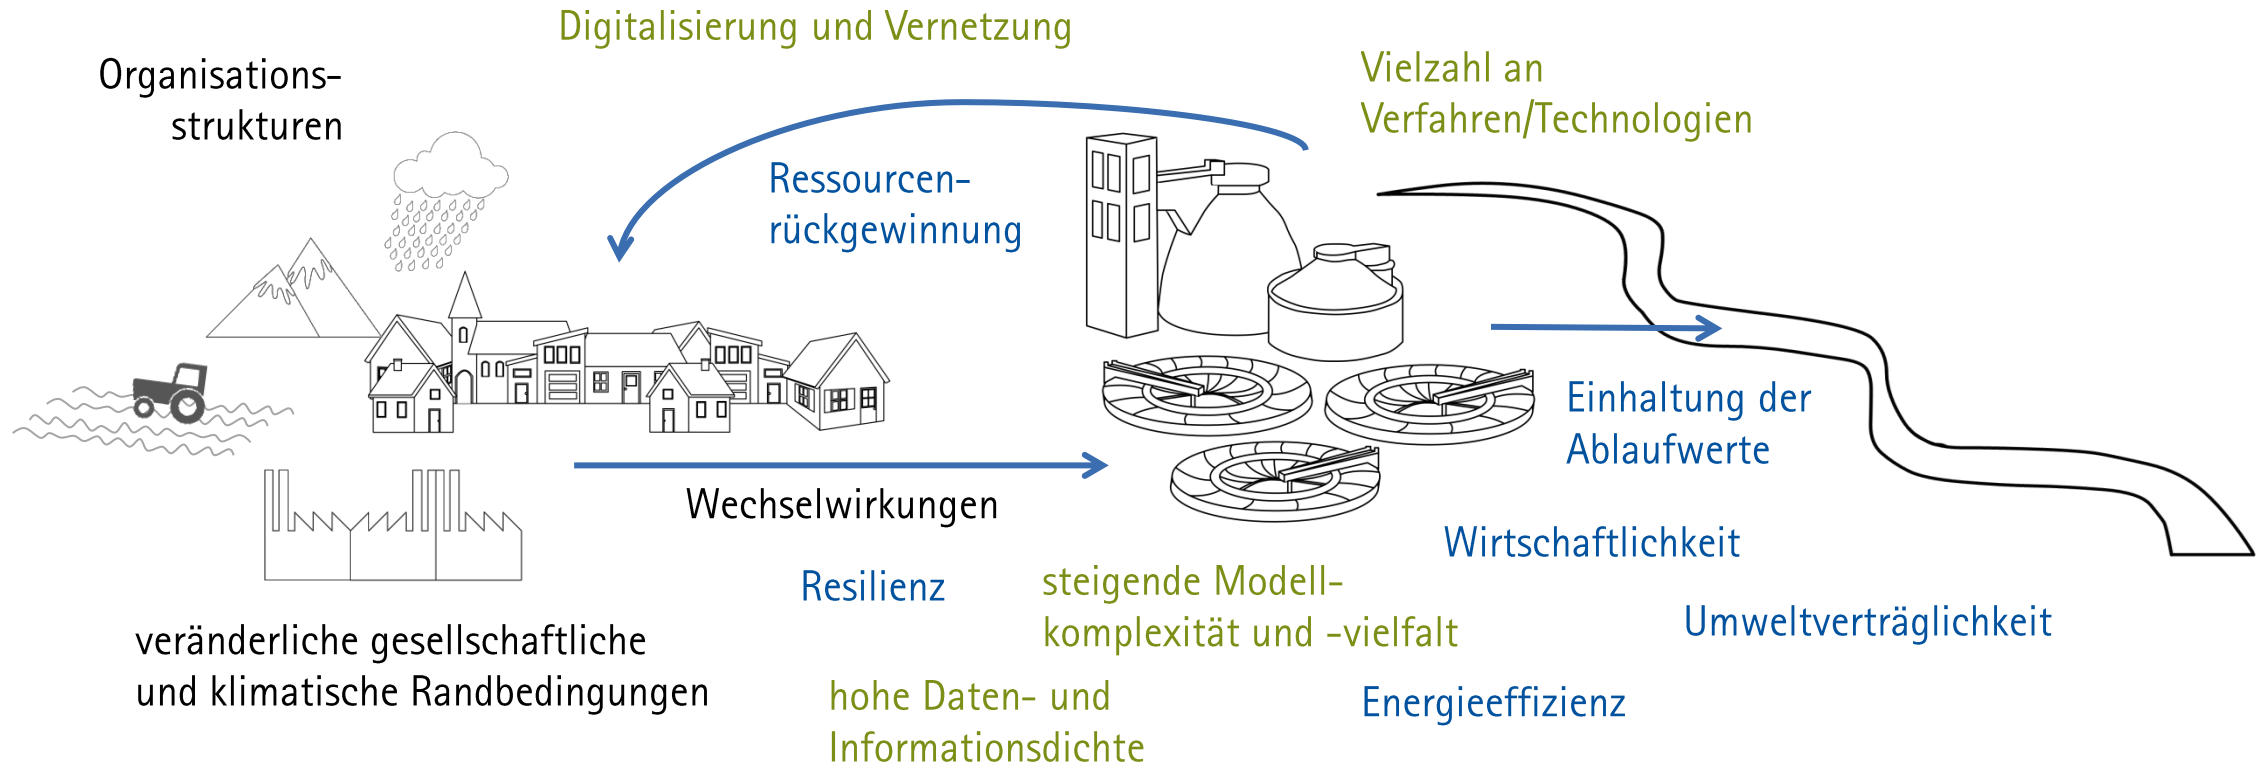 Digitalisierung und Vernetzung
Organisations-
strukturen
Vielzahl an
Verfahren/Technologien
Ressourcen-
rückgewinnung
Einhaltung der
Ablaufwerte
Wechselwirkungen
Wirtschaftlichkeit
Resilienz
steigende Modell-
komplexität und -vielfalt
Umweltverträglichkeit
veränderliche gesellschaftliche
und klimatische Randbedingungen
hohe Daten- und
Informationsdichte
Energieeffizienz